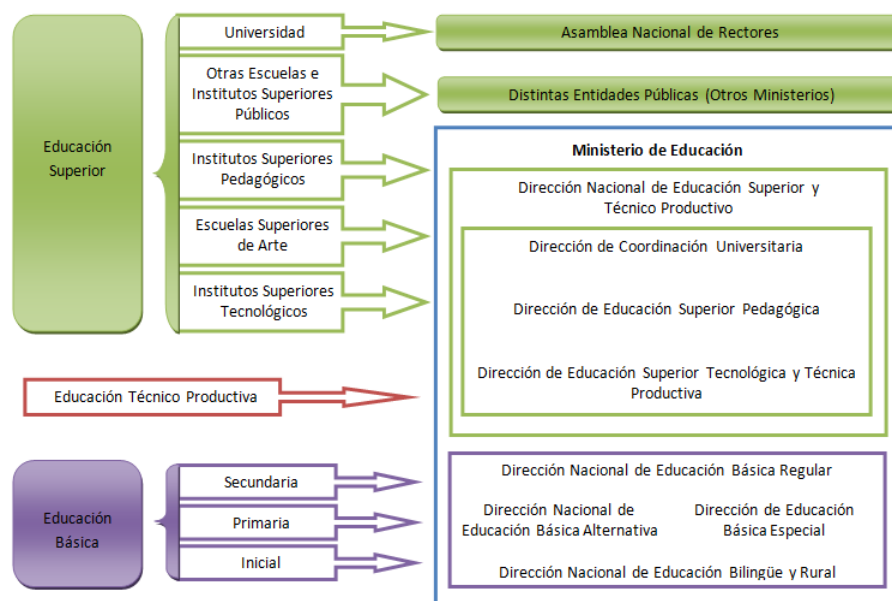 Educación
Superior
Universidad
Otras Escuelas e
Institutos Superiores
Públicos
Institutos Superiores
Pedagógicos
Escuelas Superiores
de Arte
Institutos Superiores
Tecnológicos
Asamblea Nacional de Rectores
Distintas Entidades Públicas (Otros Ministerios)
Ministerio de Educación
Dirección Nacional de Educación Superior y
Técnico Productivo
Dirección de Coordinación Universitaria
Dirección de Educación Superior Pedagógica
Dirección de Educación Superior Tecnológica y Técnica
Productiva
Educación Técnico Productiva
Educación
Básica
Secundaria
Primaria
Inicial
Dirección Nacional de Educación Básica Regular
Dirección Nacional de
Educación Básica Alternativa
Dirección de Educación
Básica Especial
Dirección Nacional de Educación Bilingüe y Rural